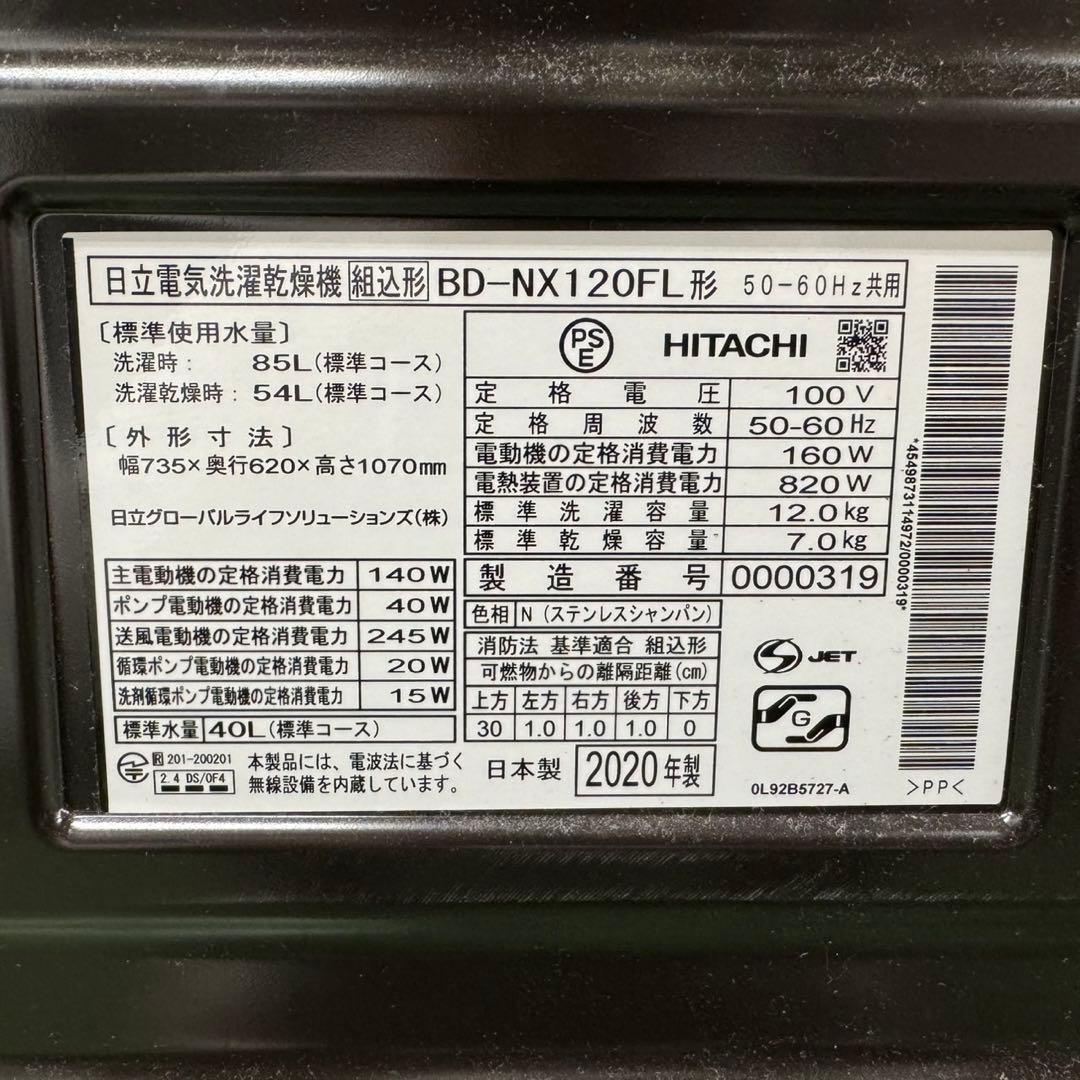 日立電気洗濯乾燥機 組込形 BD-NX120FL形 50-60Hz共用
〔標準使用水量〕
洗濯時： 85L(標準コース)
洗濯乾燥時：54L(標準コース)
〔外形寸法〕
幅735×奥行620×高さ1070mm
日立グローバルライフソリューションズ(株)
主電動機の定格消費電力 140W
ポンプ電動機の定格消費電力 40W
送風電動機の定格消費電力 245W
循環ポンプ電動機の定格消費電力 20W
洗剤循環ポンプ電動機の定格消費電力 15W
標準水量 40L(標準コース)
R 201-200201
2.4 DS/OF4
本製品には、電波法に基づく
無線設備を内蔵しています。
PSE HITACHI
定格電圧 100V
定格周波数 50-60Hz
電動機の定格消費電力 160W
電熱装置の定格消費電力 820W
標準洗濯容量 12.0kg
標準乾燥容量 7.0kg
製造番号 0000319
色相 N (ステンレスシャンパン)
消防法 基準適合 組込形
可燃物からの離隔距離(cm)
上方 左方 右方 後方 下方
30 1.0 1.0 1.0 0
日本製 2020年製
S JET
G
0L92B5727-A
>PP<
*4549873114972/0000319*